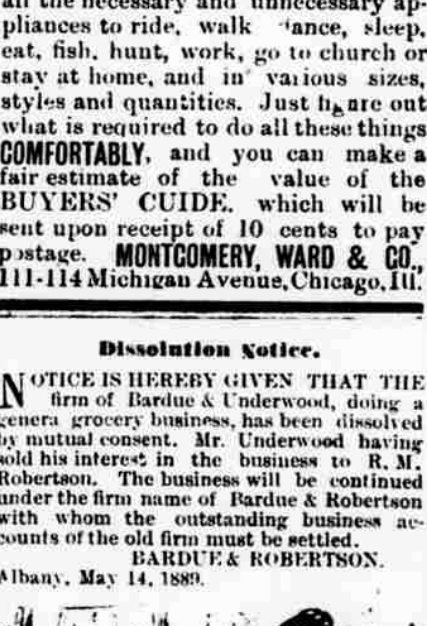 all the necessary and unnecessary ap-
pliances to ride, walk dance, sleep,
eat, fish, hunt, work, go to church or
stay at home, and in various sizes,
styles and quantities. Just figure out
what is required to do all these things
COMFORTABLY, and you can make a
fair estimate of the value of the
BUYERS' GUIDE, which will be
sent upon receipt of 10 cents to pay
postage. MONTGOMERY, WARD & CO.,
111-114 Michigan Avenue, Chicago, Ill.
Dissolution Notice.
NOTICE IS HEREBY GIVEN THAT THE
firm of Bardue & Underwood, doing a
genera grocery business, has been dissolved
by mutual consent. Mr. Underwood having
sold his interest in the business to R. M.
Robertson. The business will be continued
under the firm name of Bardue & Robertson
with whom the outstanding business ac-
counts of the old firm must be settled.
BARDUE & ROBERTSON.
Albany, May 14, 1889.